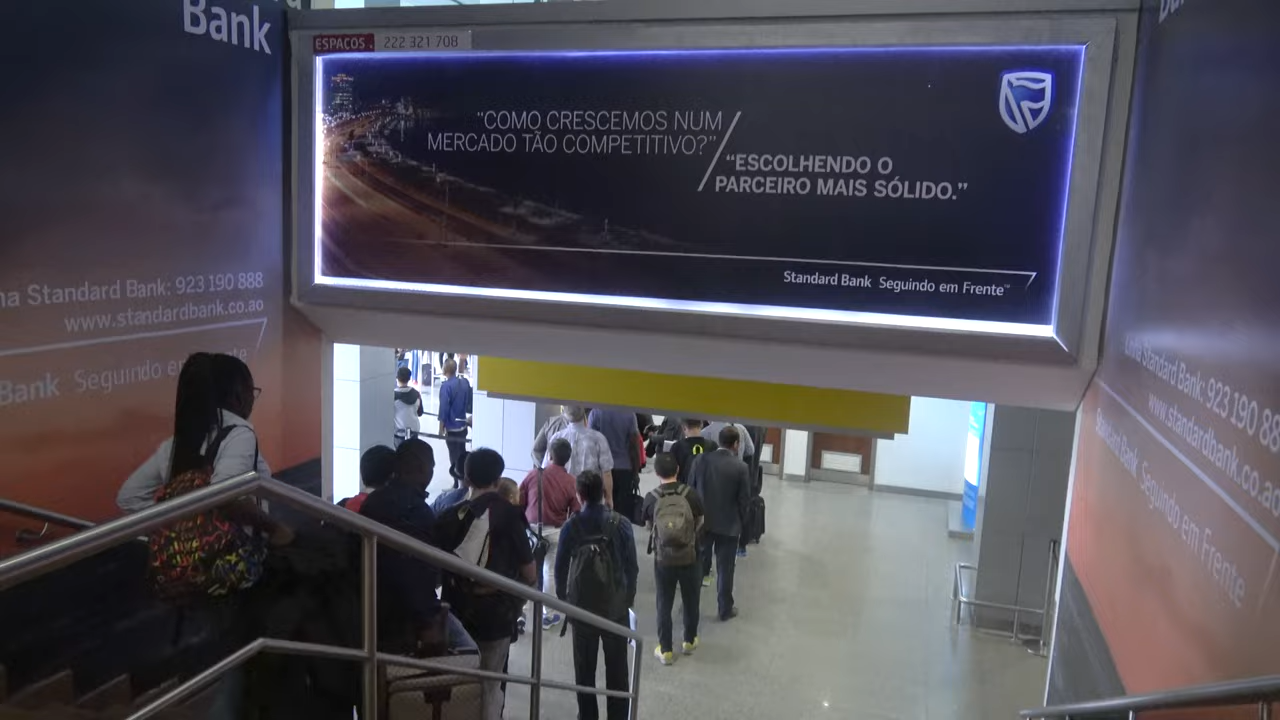 Bank
ESPAÇOS. 222 321 708
"COMO CRESCEMOS NUM
MERCADO TÃO COMPETITIVO?"
"ESCOLHENDO O
PARCEIRO MAIS SÓLIDO."
Standard Bank Seguindo em Frente™
Standard Bank: 923 190 888
www.standardbank.co.ao
Bank Seguindo em Frente
Standard Bank: 923 190 88
www.standardbank.co.ao
Standard Bank Seguindo em Frente